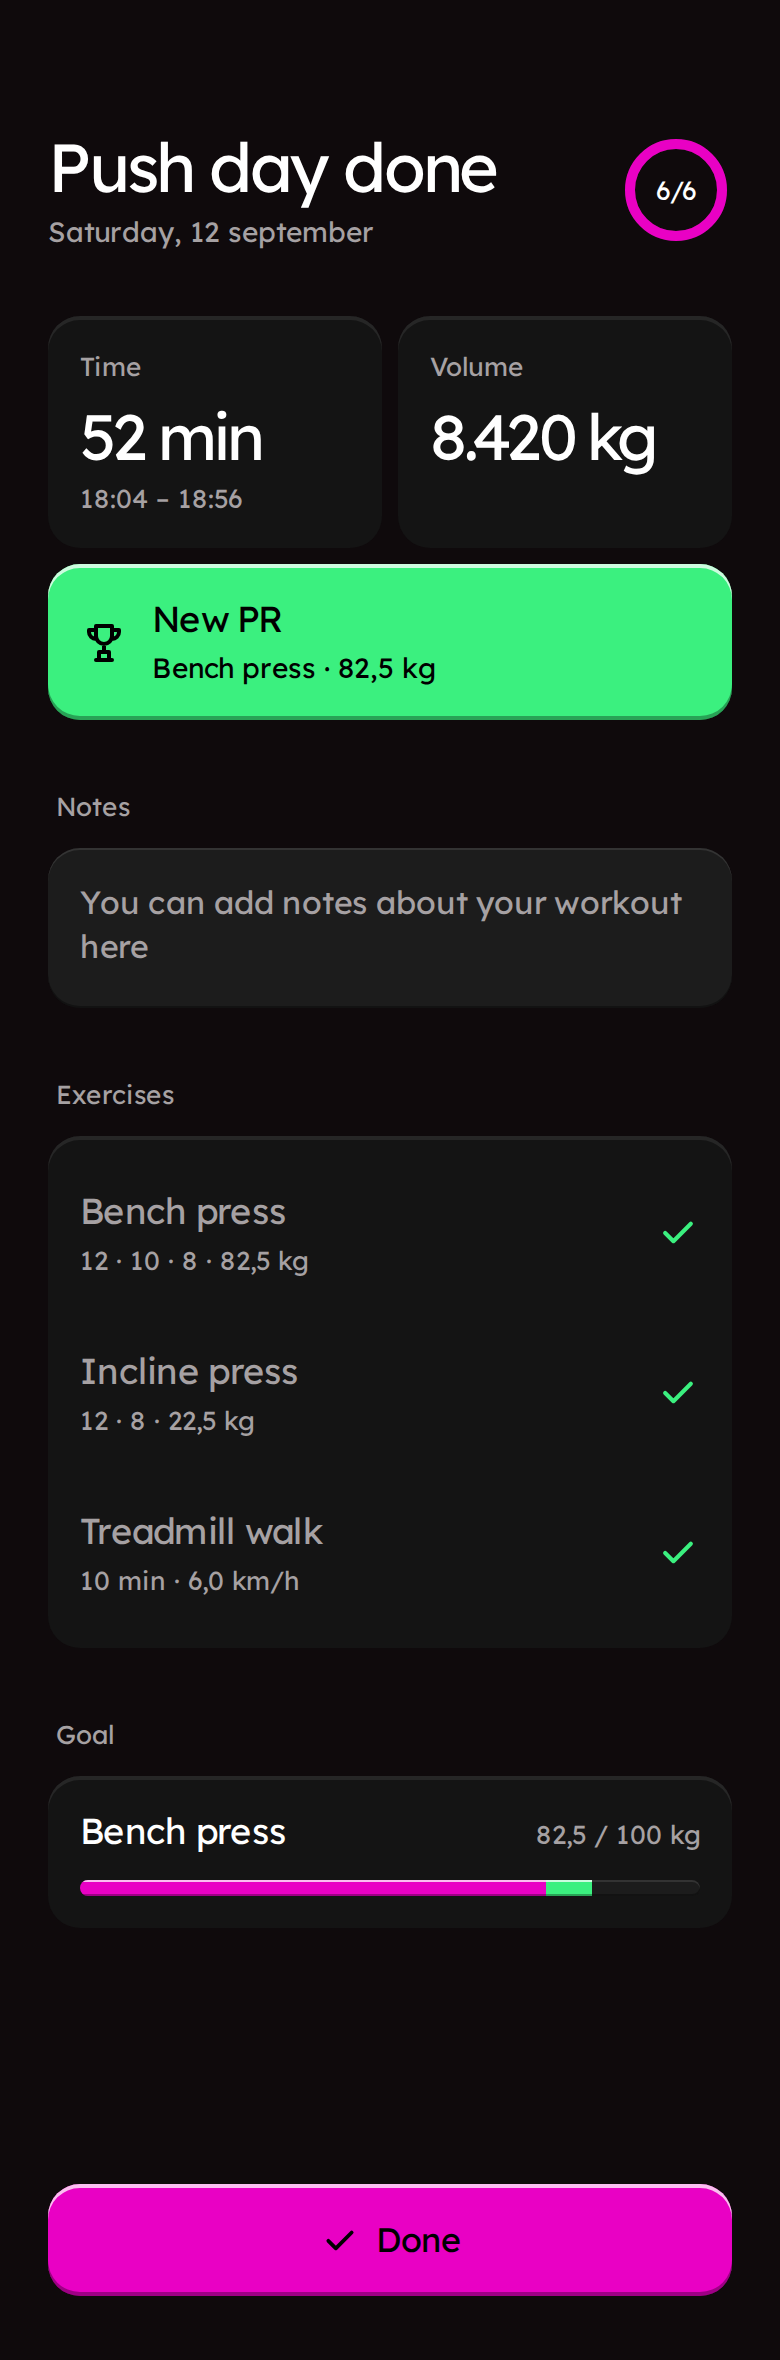 Push day done
6/6
Saturday, 12 september
Time
52 min
18:04 – 18:56
Volume
8.420 kg
New PR
Bench press · 82,5 kg
Notes
You can add notes about your workout
here
Exercises
Bench press
12 · 10 · 8 · 82,5 kg
Incline press
12 · 8 · 22,5 kg
Treadmill walk
10 min · 6,0 km/h
Goal
Bench press
82,5 / 100 kg
Done